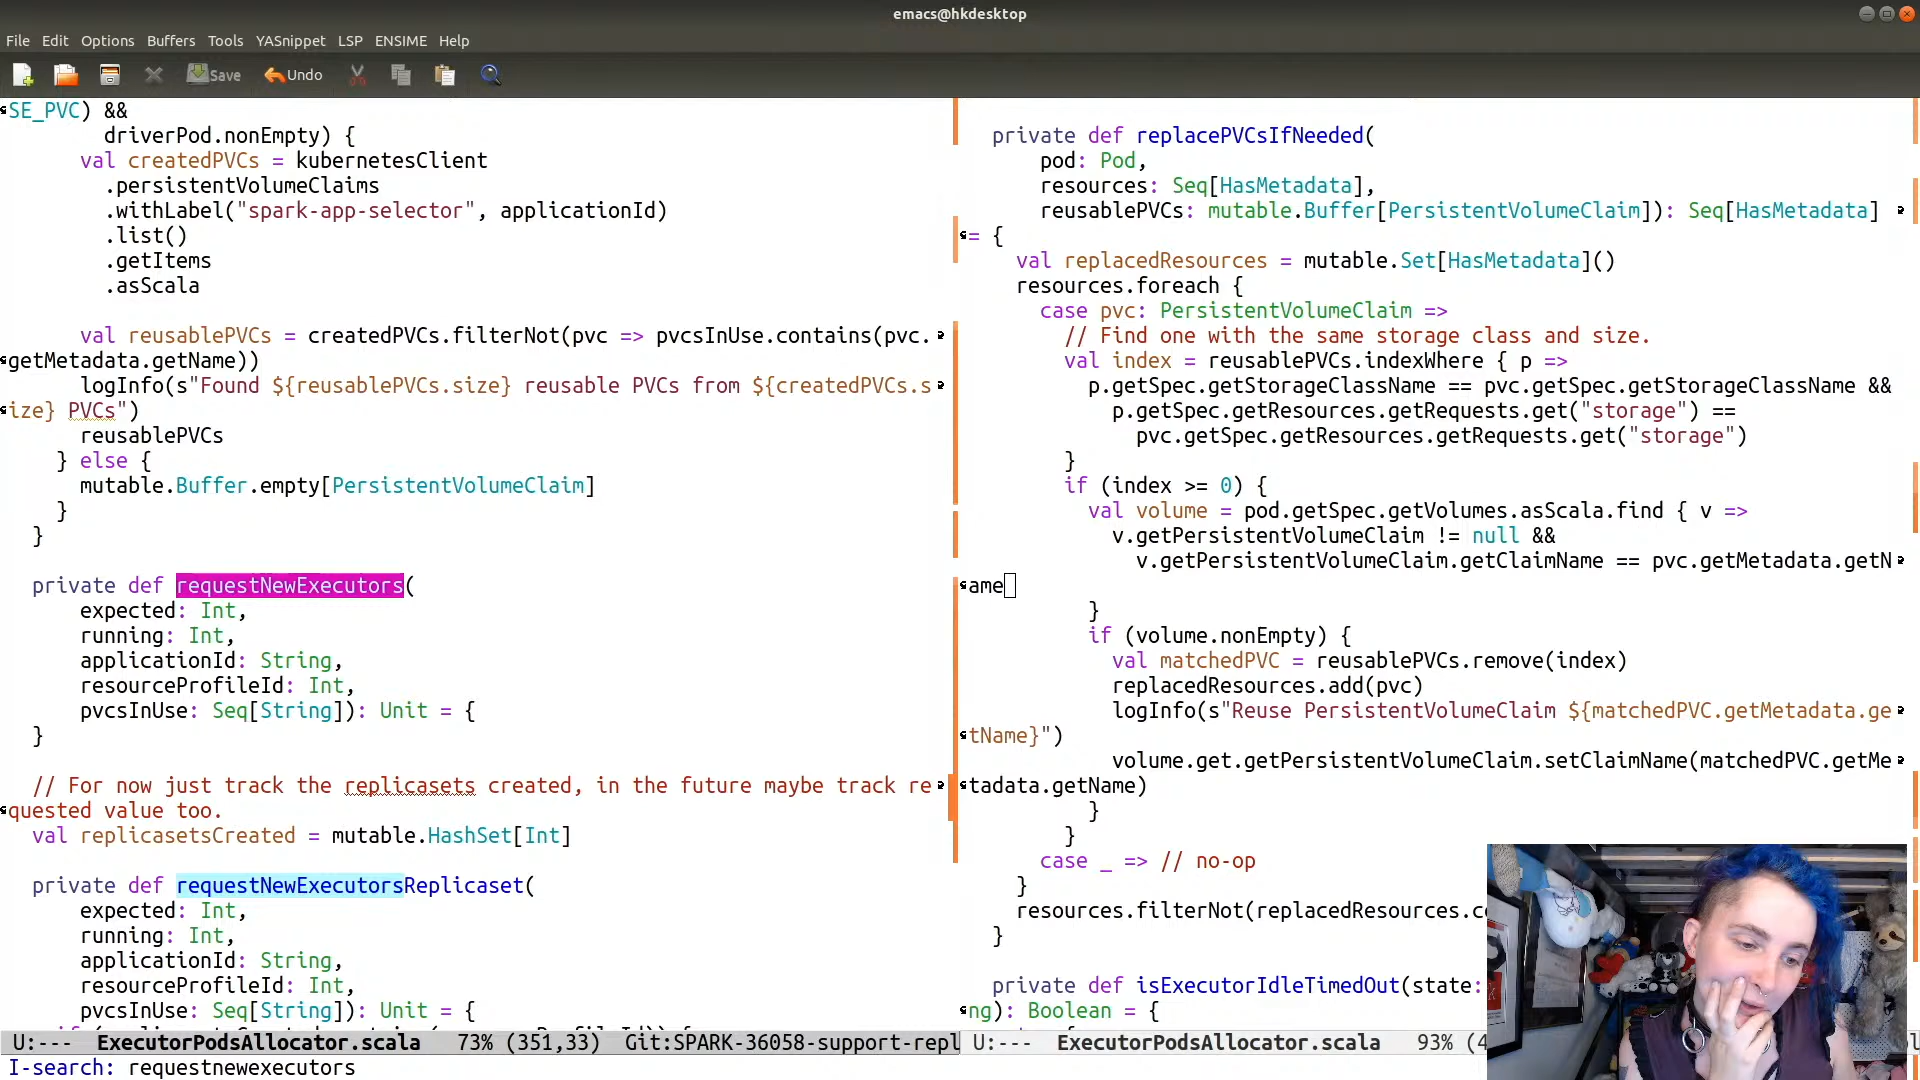 emacs@hkdesktop
File Edit Options Buffers Tools YASnippet LSP ENSIME Help
Save Undo
SE_PVC) &&
driverPod.nonEmpty) {
val createdPVCs = kubernetesClient
.persistentVolumeClaims
.withLabel("spark-app-selector", applicationId)
.list()
.getItems
.asScala
val reusablePVCs = createdPVCs.filterNot(pvc => pvcsInUse.contains(pvc.
getMetadata.getName))
logInfo(s"Found ${reusablePVCs.size} reusable PVCs from ${createdPVCs.s
ize} PVCs")
reusablePVCs
} else {
mutable.Buffer.empty[PersistentVolumeClaim]
}
}
private def requestNewExecutors(
expected: Int,
running: Int,
applicationId: String,
resourceProfileId: Int,
pvcsInUse: Seq[String]): Unit = {
}
// For now just track the replicasets created, in the future maybe track re
quested value too.
val replicasetsCreated = mutable.HashSet[Int]
private def requestNewExecutorsReplicaset(
expected: Int,
running: Int,
applicationId: String,
resourceProfileId: Int,
pvcsInUse: Seq[String]): Unit = {
U:--- ExecutorPodsAllocator.scala 73% (351,33) Git:SPARK-36058-support-repl
private def replacePVCsIfNeeded(
pod: Pod,
resources: Seq[HasMetadata],
reusablePVCs: mutable.Buffer[PersistentVolumeClaim]): Seq[HasMetadata]
= {
val replacedResources = mutable.Set[HasMetadata]()
resources.foreach {
case pvc: PersistentVolumeClaim =>
// Find one with the same storage class and size.
val index = reusablePVCs.indexWhere { p =>
p.getSpec.getStorageClassName == pvc.getSpec.getStorageClassName &&
p.getSpec.getResources.getRequests.get("storage") ==
pvc.getSpec.getResources.getRequests.get("storage")
}
if (index >= 0) {
val volume = pod.getSpec.getVolumes.asScala.find { v =>
v.getPersistentVolumeClaim != null &&
v.getPersistentVolumeClaim.getClaimName == pvc.getMetadata.getN
ame
}
if (volume.nonEmpty) {
val matchedPVC = reusablePVCs.remove(index)
replacedResources.add(pvc)
logInfo(s"Reuse PersistentVolumeClaim ${matchedPVC.getMetadata.ge
tName}")
volume.get.getPersistentVolumeClaim.setClaimName(matchedPVC.getMe
tadata.getName)
}
}
case _ => // no-op
}
resources.filterNot(replacedResources.c
}
private def isExecutorIdleTimedOut(state:
ng): Boolean = {
U:--- ExecutorPodsAllocator.scala 93% (4
I-search: requestnewexecutors